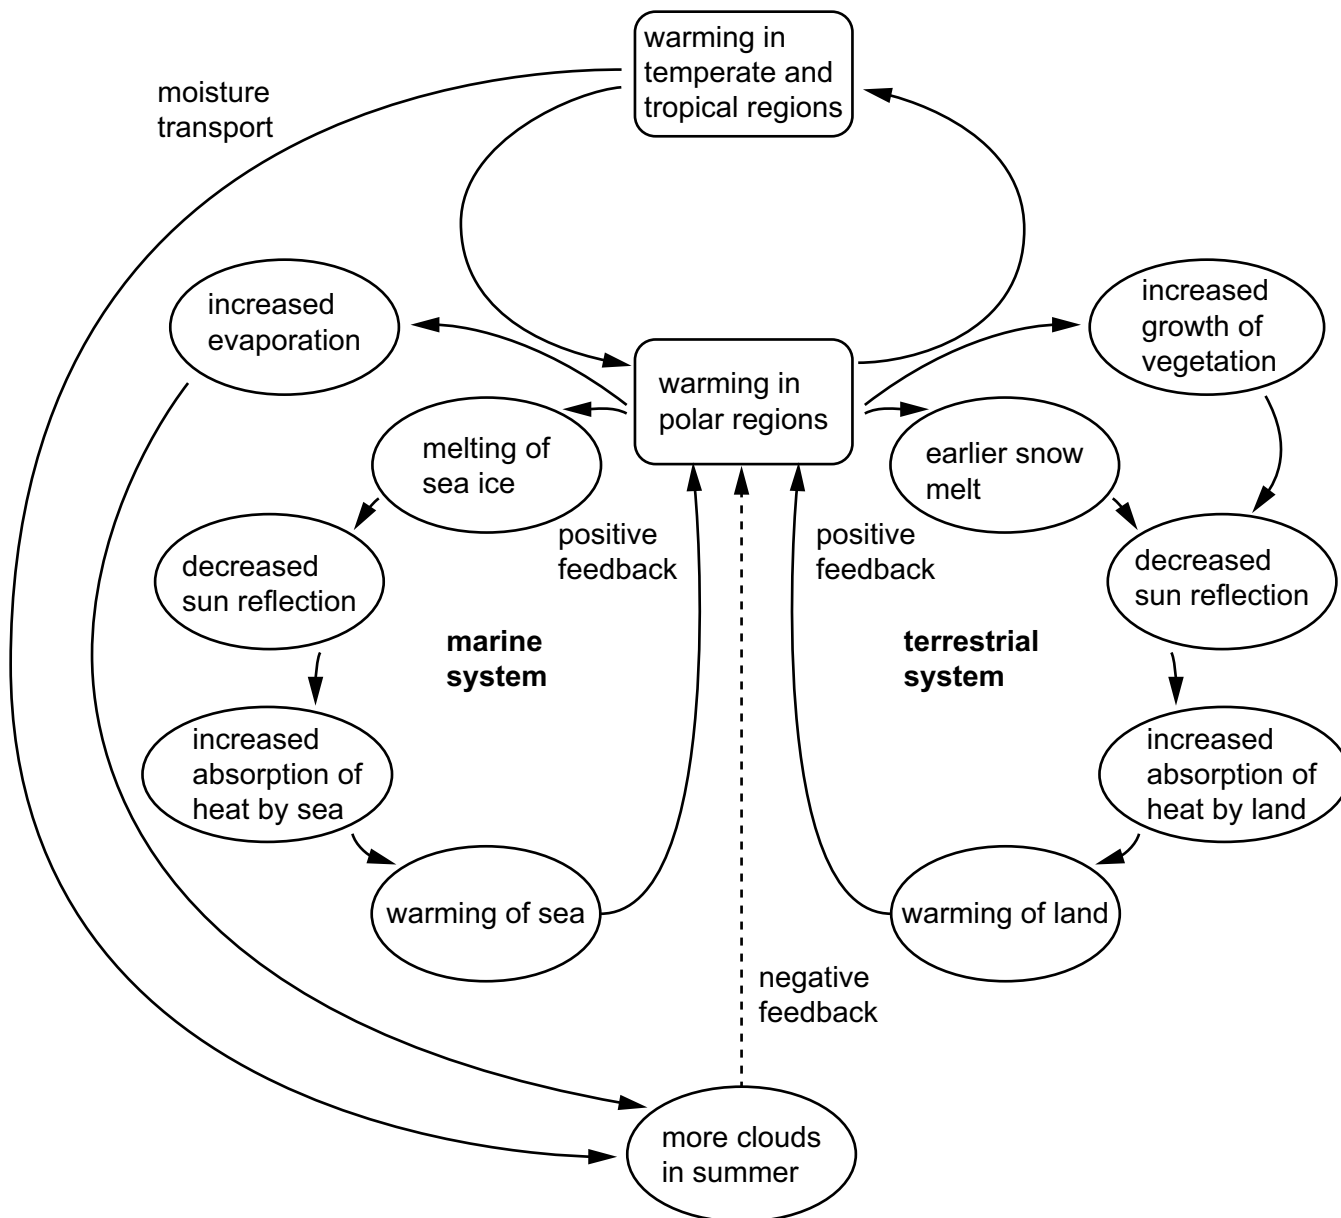 warming in
temperate and
tropical regions
moisture
transport
increased
evaporation
increased
growth of
vegetation
warming in
polar regions
melting of
sea ice
earlier snow
melt
positive
feedback
positive
feedback
decreased
sun reflection
decreased
sun reflection
marine
system
terrestrial
system
increased
absorption of
heat by sea
increased
absorption of
heat by land
warming of sea
warming of land
negative
feedback
more clouds
in summer